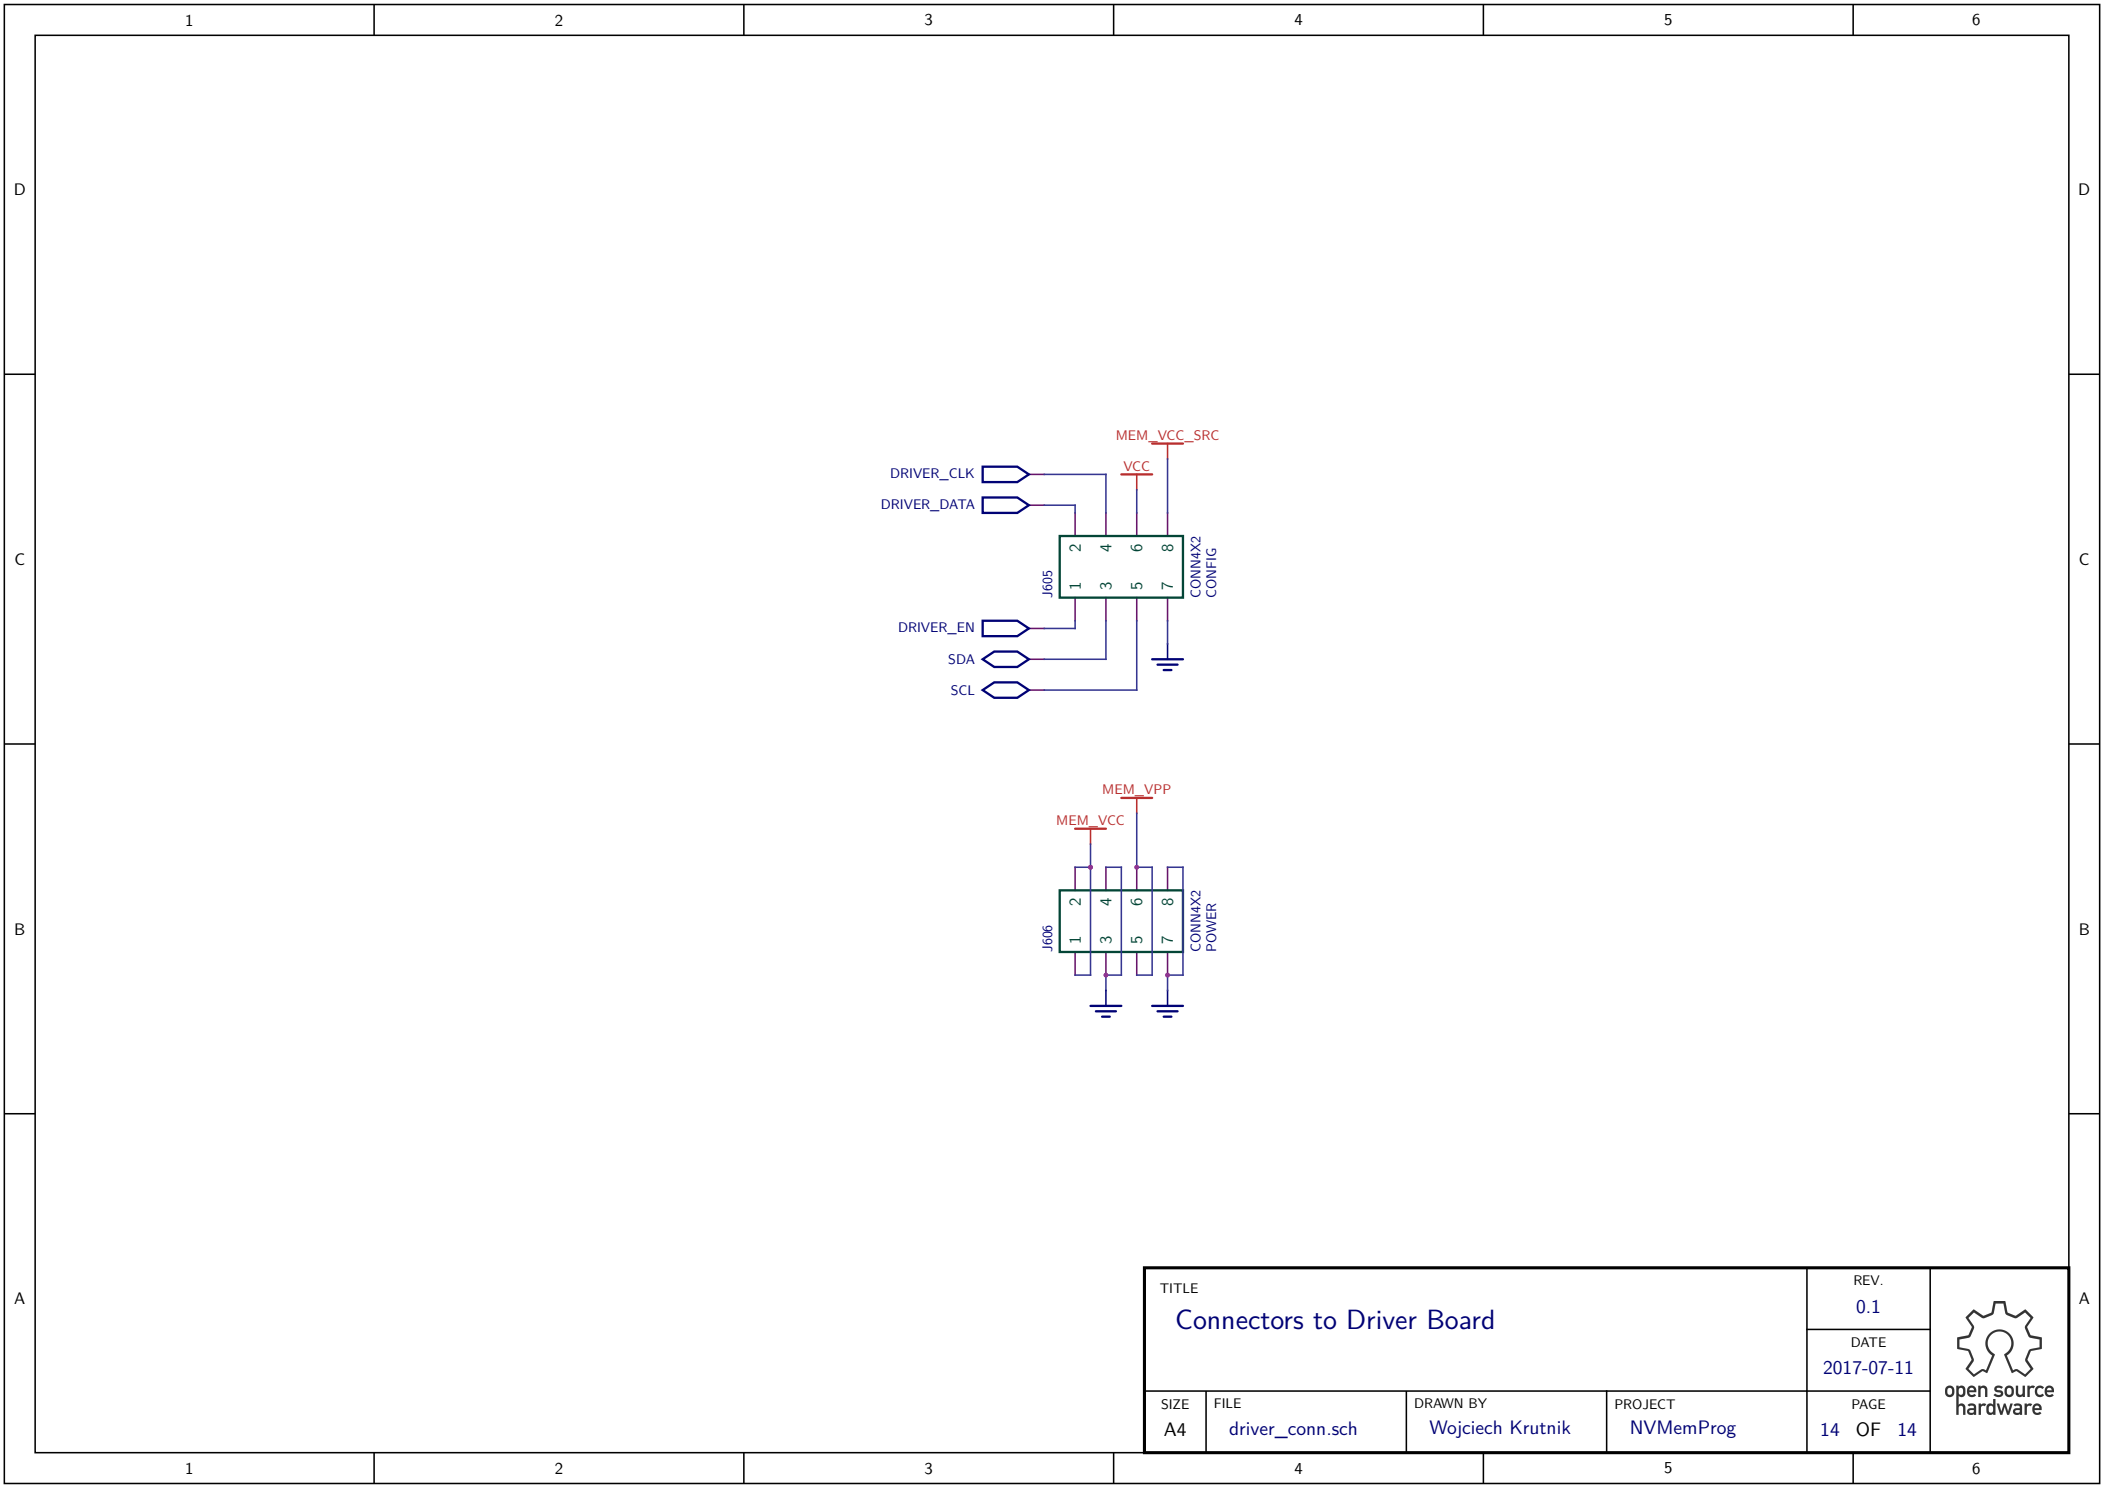 1 2 3 4 5 6
D D
MEM_VCC_SRC
DRIVER_CLK VCC
DRIVER_DATA
2 4 6 8
C C
J605 1 3 5 7 CONN4X2
CONFIG
DRIVER_EN
SDA
SCL
MEM_VPP
MEM_VCC
2 4 6 8
B B
J606 1 3 5 7 CONN4X2
POWER
A A
TITLE
Connectors to Driver Board
REV.
0.1
DATE
2017-07-11
SIZE
A4
FILE
driver_conn.sch
DRAWN BY
Wojciech Krutnik
PROJECT
NVMemProg
PAGE
14 OF 14
open source
hardware
1 2 3 4 5 6